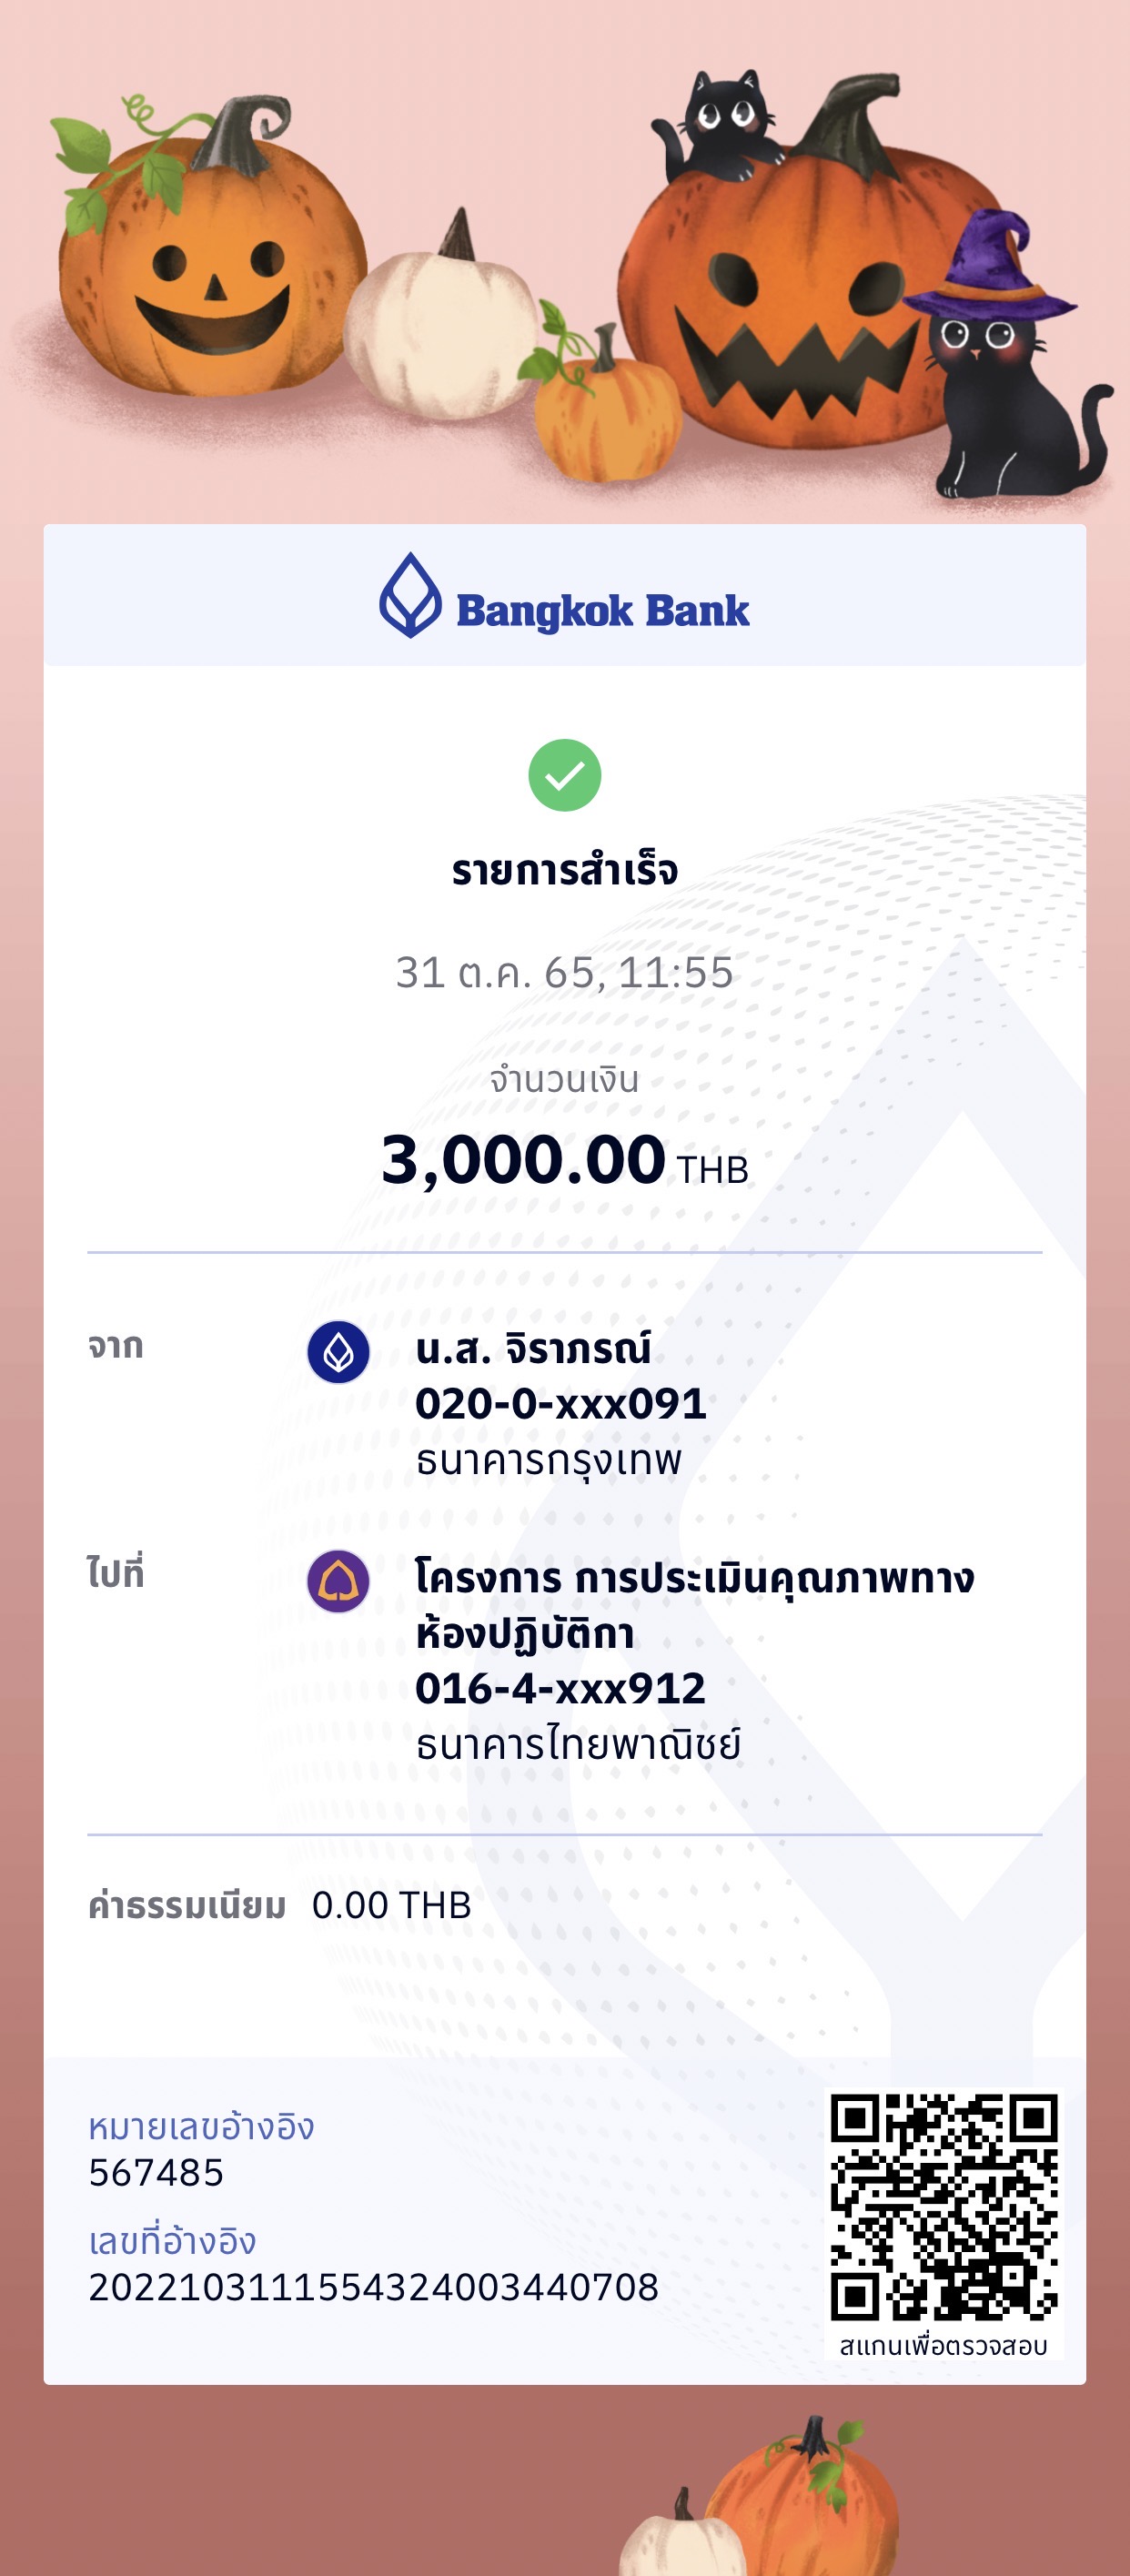 Bangkok Bank
รายการสำเร็จ
31 ต.ค. 65, 11:55
จำนวนเงิน
3,000.00 THB
จาก
น.ส. จิราภรณ์
020-0-xxx091
ธนาคารกรุงเทพ
ไปที่
โครงการ การประเมินคุณภาพทาง
ห้องปฏิบัติกา
016-4-xxx912
ธนาคารไทยพาณิชย์
ค่าธรรมเนียม 0.00 THB
หมายเลขอ้างอิง
567485
เลขที่อ้างอิง
2022103111554324003440708
สแกนเพื่อตรวจสอบ